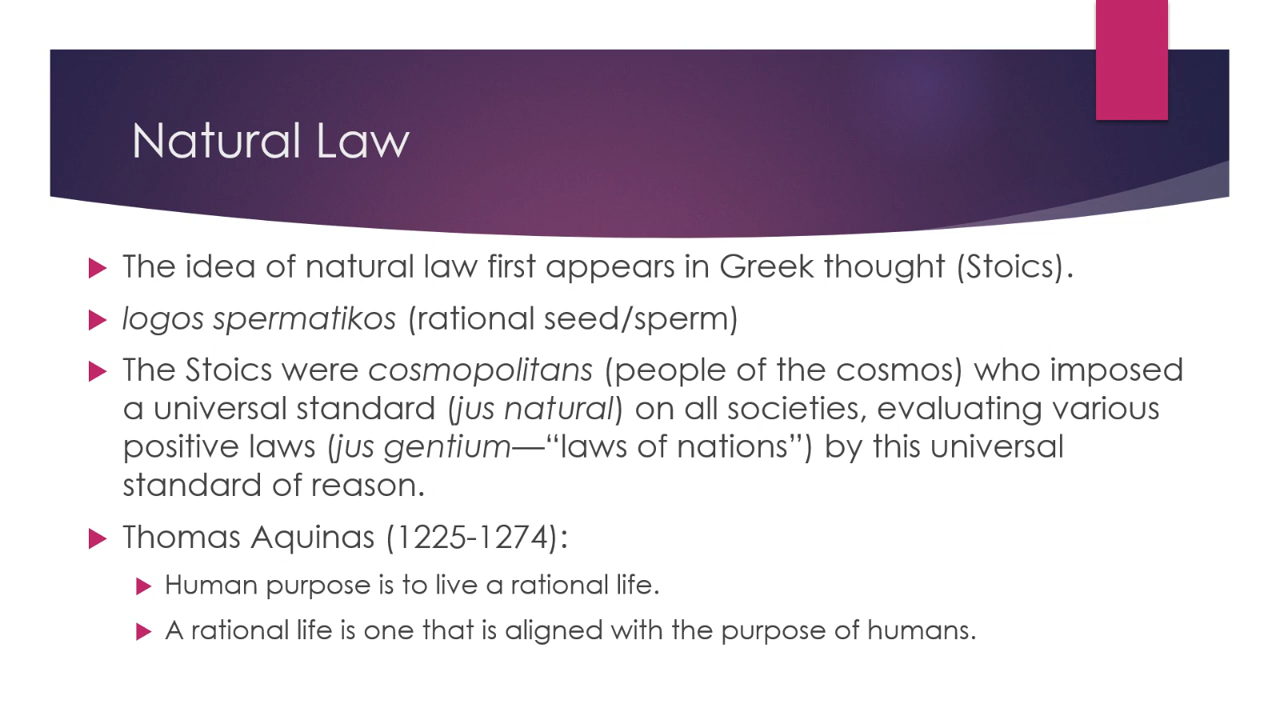 Natural Law
The idea of natural law first appears in Greek thought (Stoics).
logos spermatikos (rational seed/sperm)
The Stoics were cosmopolitans (people of the cosmos) who imposed
a universal standard (jus natural) on all societies, evaluating various
positive laws (jus gentium—“laws of nations”) by this universal
standard of reason.
Thomas Aquinas (1225-1274):
Human purpose is to live a rational life.
A rational life is one that is aligned with the purpose of humans.